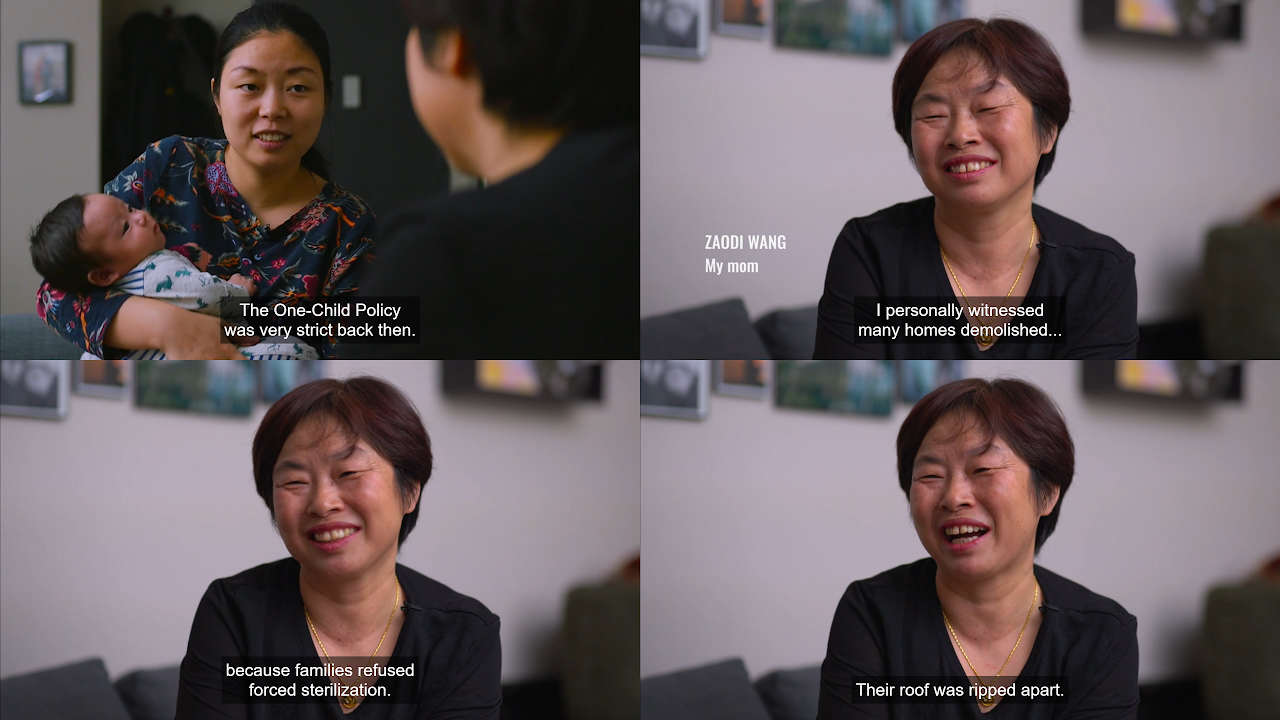 The One-Child Policy
was very strict back then.
ZAODI WANG
My mom
I personally witnessed
many homes demolished...
because families refused
forced sterilization.
Their roof was ripped apart.